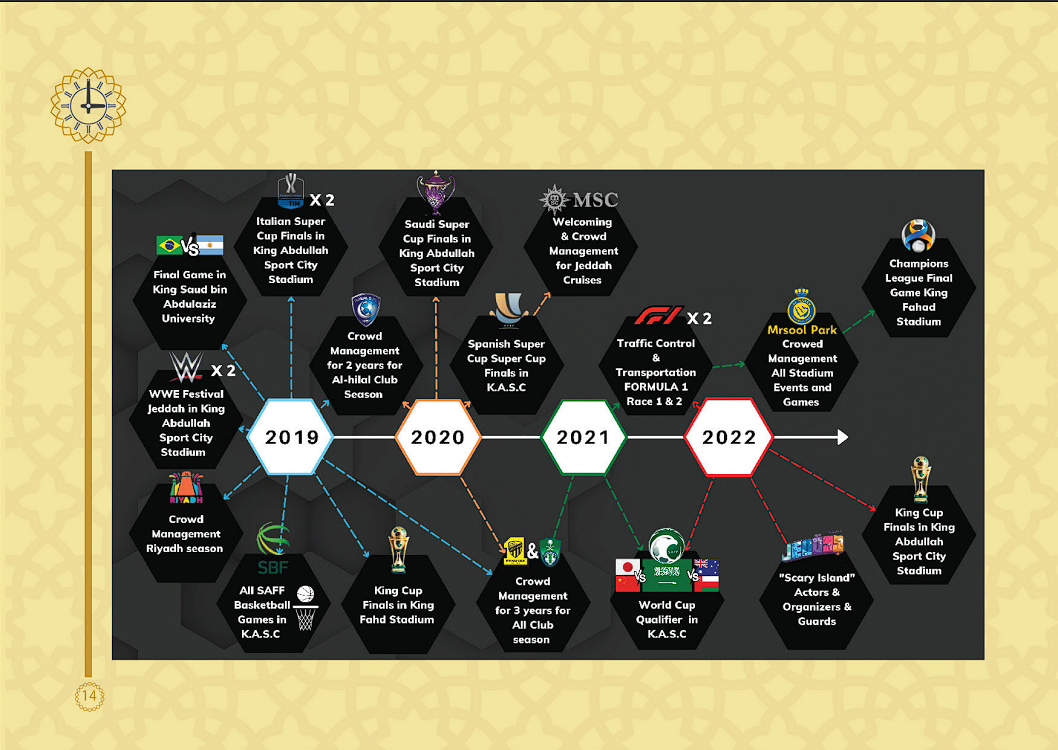 X 2
Italian Super
Cup Finals in
King Abdullah
Sport City
Stadium
Saudi Super
Cup Finals in
King Abdullah
Sport City
Stadium
MSC
Welcoming
& Crowd
Management
for Jeddah
Cruises
VS
Final Game in
King Saud bin
Abdulaziz
University
Crowd
Management
for 2 years for
Al-hilal Club
Season
Spanish Super
Cup Super Cup
Finals in
K.A.S.C
F1 X 2
Traffic Control
&
Transportation
FORMULA 1
Race 1 & 2
Mrsool Park
Crowed
Management
All Stadium
Events and
Games
Champions
League Final
Game King
Fahad
Stadium
X 2
WWE Festival
Jeddah in King
Abdullah
Sport City
Stadium
2019
2020
2021
2022
RIYADH
Crowd
Management
Riyadh season
SBF
All SAFF
Basketball
Games in
K.A.S.C
King Cup
Finals in King
Fahd Stadium
&
Crowd
Management
for 3 years for
All Club
season
VS
VS
World Cup
Qualifier in
K.A.S.C
"Scary Island"
Actors &
Organizers &
Guards
King Cup
Finals in King
Abdullah
Sport City
Stadium
14